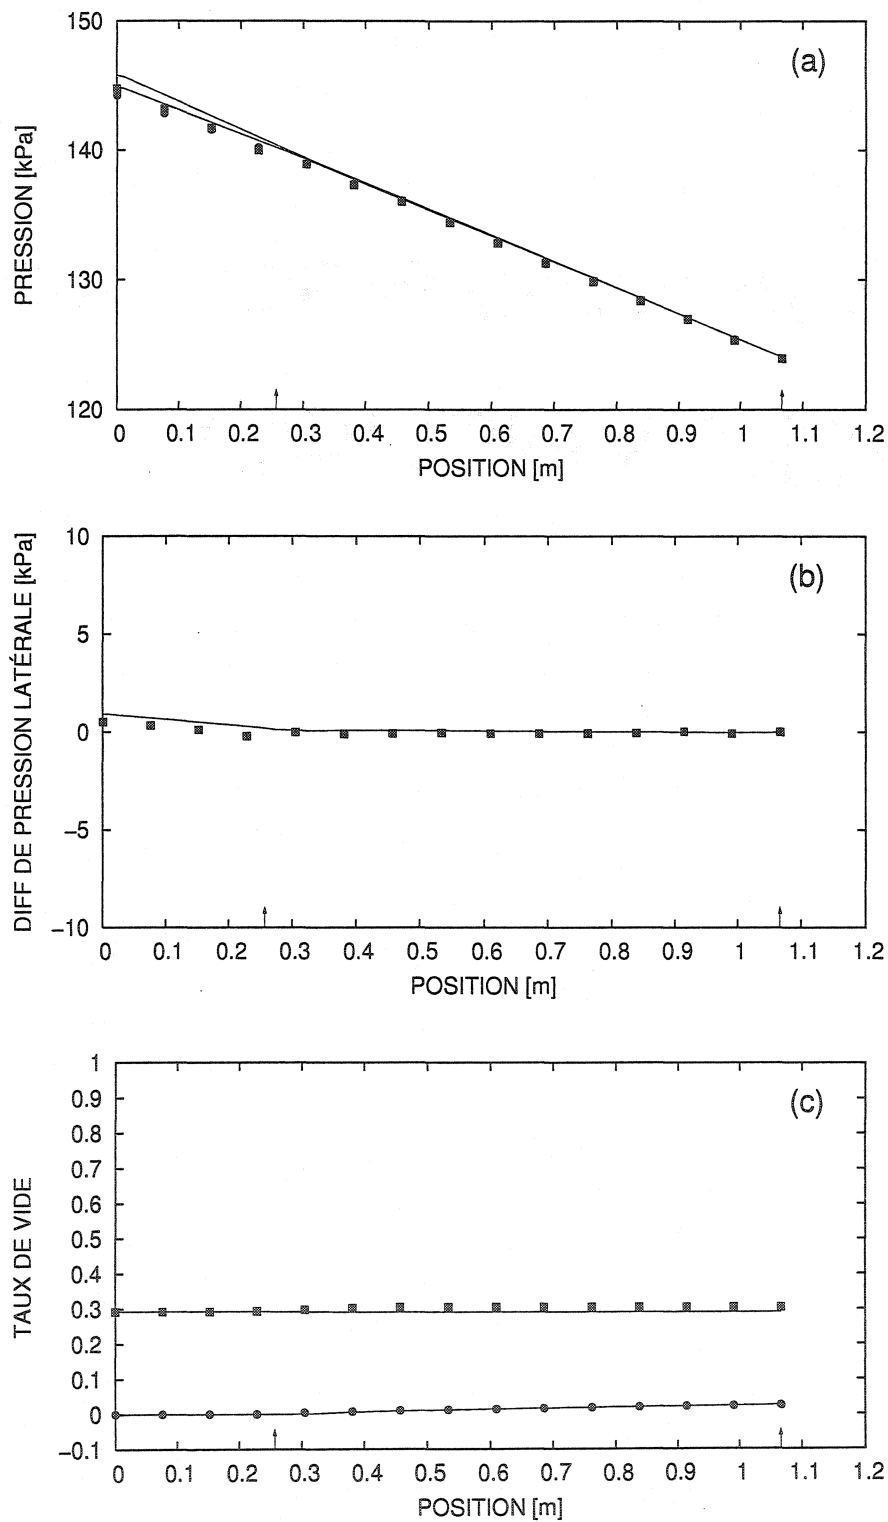 (a)
PRESSION [kPa]
150
140
130
120
0 0.1 0.2 0.3 0.4 0.5 0.6 0.7 0.8 0.9 1 1.1 1.2
POSITION [m]
(b)
DIFF DE PRESSION LATÉRALE [kPa]
10
5
0
−5
−10
0 0.1 0.2 0.3 0.4 0.5 0.6 0.7 0.8 0.9 1 1.1 1.2
POSITION [m]
(c)
TAUX DE VIDE
1
0.9
0.8
0.7
0.6
0.5
0.4
0.3
0.2
0.1
0
−0.1
0 0.1 0.2 0.3 0.4 0.5 0.6 0.7 0.8 0.9 1 1.1 1.2
POSITION [m]